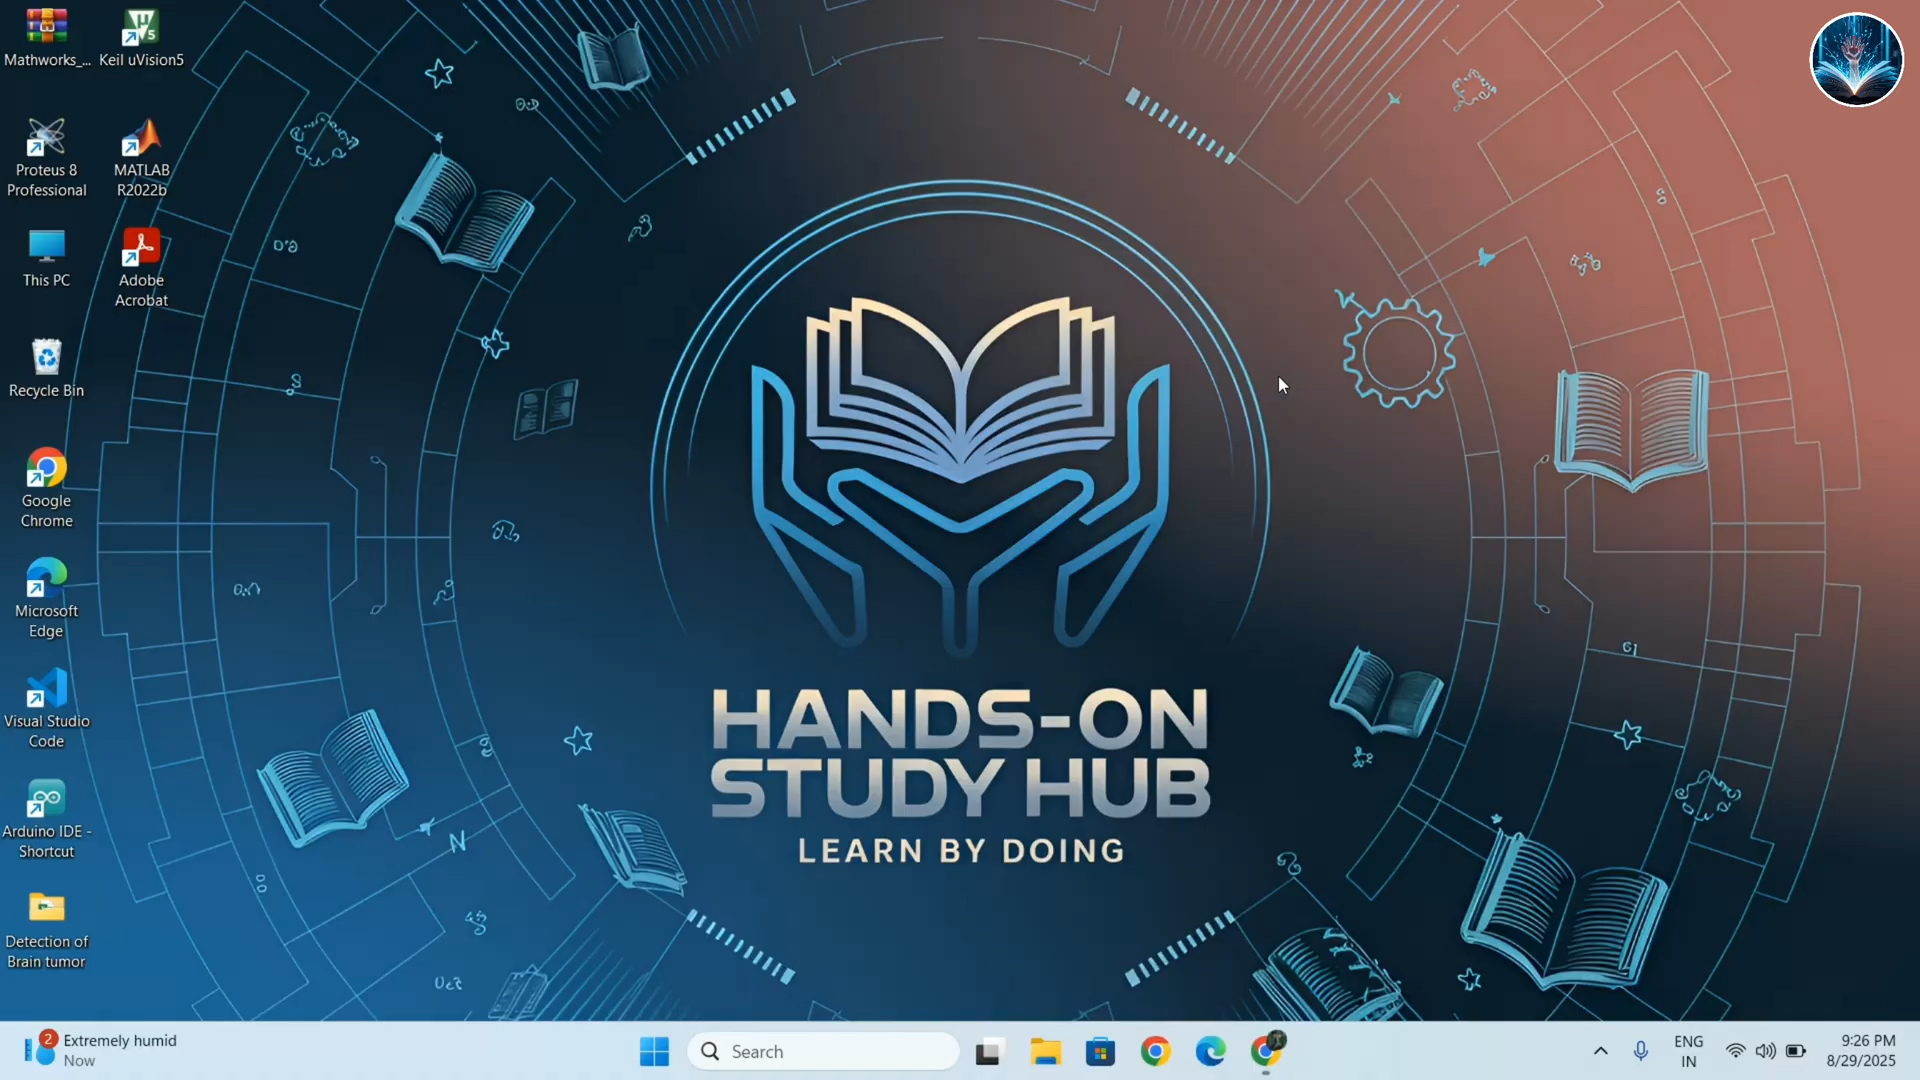 Mathworks_...
Keil uVision5
Proteus 8
Professional
MATLAB
R2022b
This PC
Adobe
Acrobat
Recycle Bin
Google
Chrome
Microsoft
Edge
Visual Studio
Code
Arduino IDE -
Shortcut
Detection of
Brain tumor
HANDS-ON
STUDY HUB
LEARN BY DOING
2
Extremely humid
Now
Search
ENG
IN
9:26 PM
8/29/2025